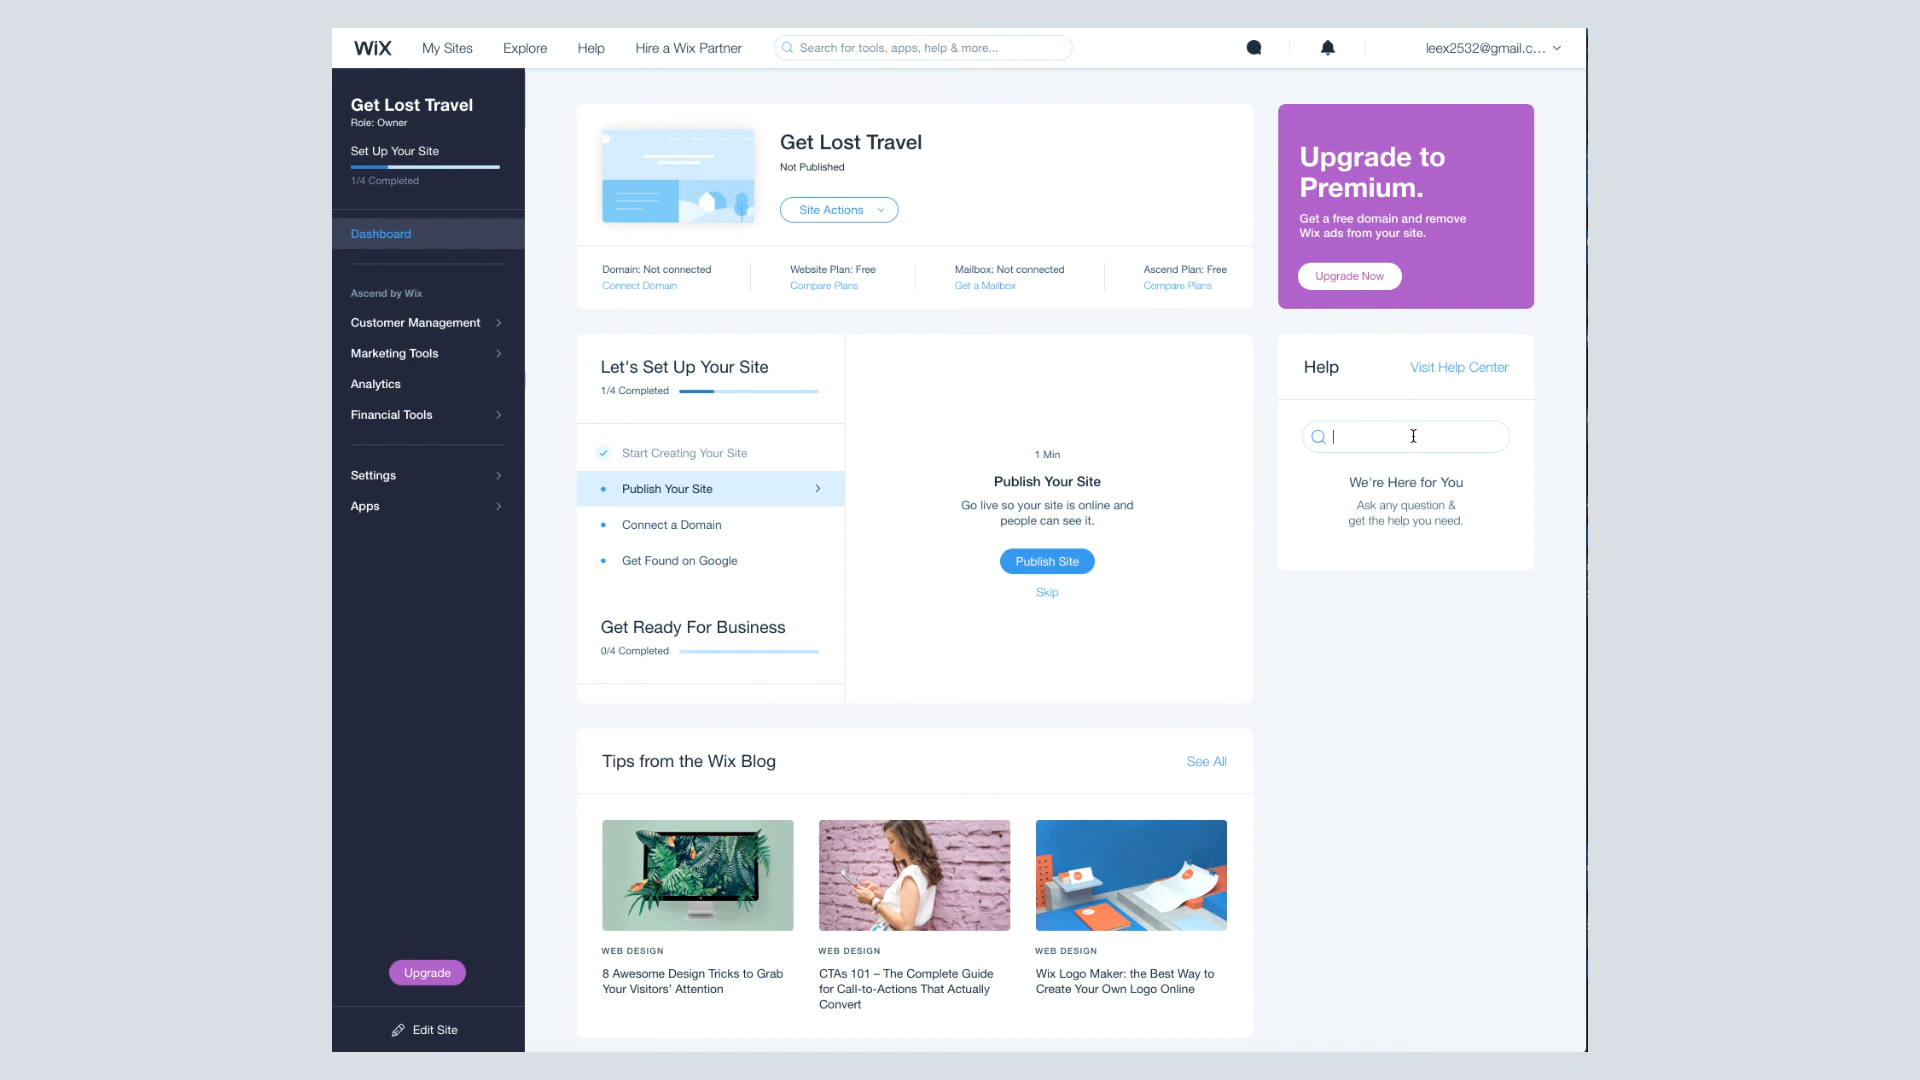 WiX
My Sites
Explore
Help
Hire a Wix Partner
Search for tools, apps, help & more...
leex2532@gmail.c...
Get Lost Travel
Role: Owner
Set Up Your Site
1/4 Completed
Dashboard
Ascend by Wix
Customer Management
Marketing Tools
Analytics
Financial Tools
Settings
Apps
Upgrade
Edit Site
Get Lost Travel
Not Published
Site Actions
Domain: Not connected
Connect Domain
Website Plan: Free
Compare Plans
Mailbox: Not connected
Get a Mailbox
Ascend Plan: Free
Compare Plans
Upgrade to
Premium.
Get a free domain and remove
Wix ads from your site.
Upgrade Now
Let's Set Up Your Site
1/4 Completed
Start Creating Your Site
Publish Your Site
Connect a Domain
Get Found on Google
Get Ready For Business
0/4 Completed
1 Min
Publish Your Site
Go live so your site is online and
people can see it.
Publish Site
Skip
Help
Visit Help Center
We're Here for You
Ask any question &
get the help you need.
Tips from the Wix Blog
See All
WEB DESIGN
8 Awesome Design Tricks to Grab
Your Visitors' Attention
WEB DESIGN
CTAs 101 – The Complete Guide
for Call-to-Actions That Actually
Convert
WEB DESIGN
Wix Logo Maker: the Best Way to
Create Your Own Logo Online